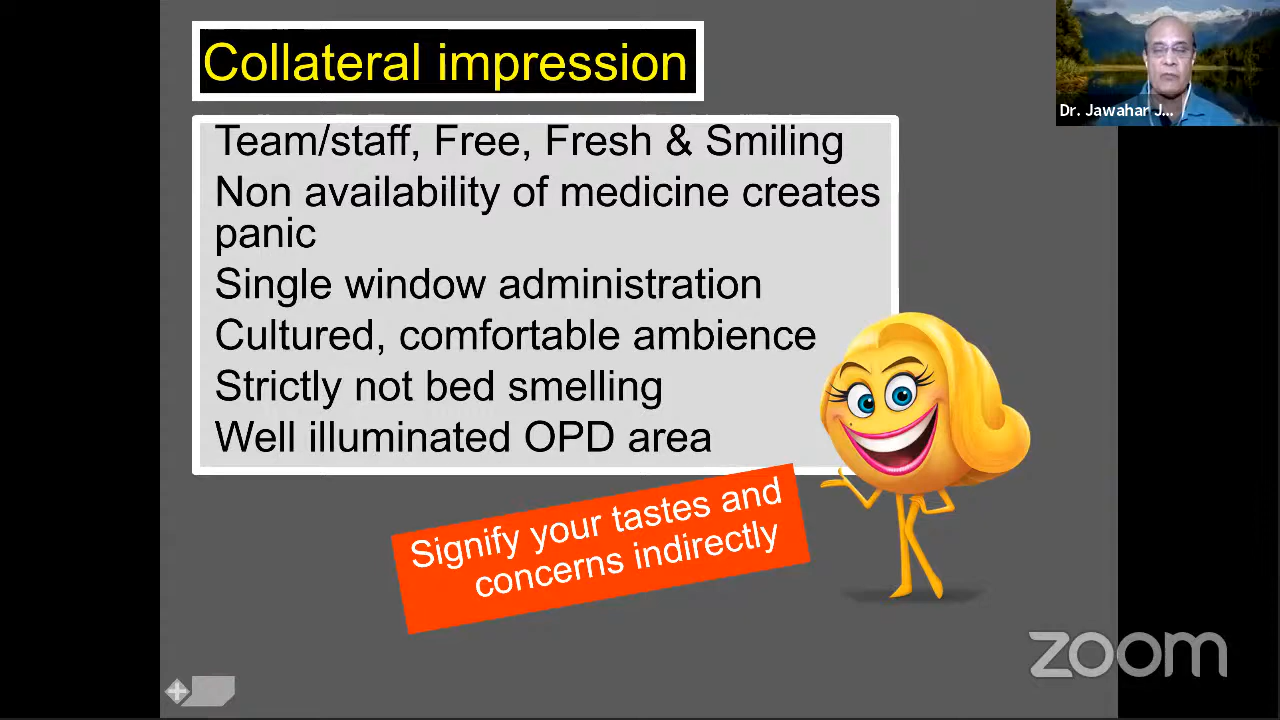 Collateral impression
Dr. Jawahar J...
Team/staff, Free, Fresh & Smiling
Non availability of medicine creates
panic
Single window administration
Cultured, comfortable ambience
Strictly not bed smelling
Well illuminated OPD area
Signify your tastes and
concerns indirectly
zoom